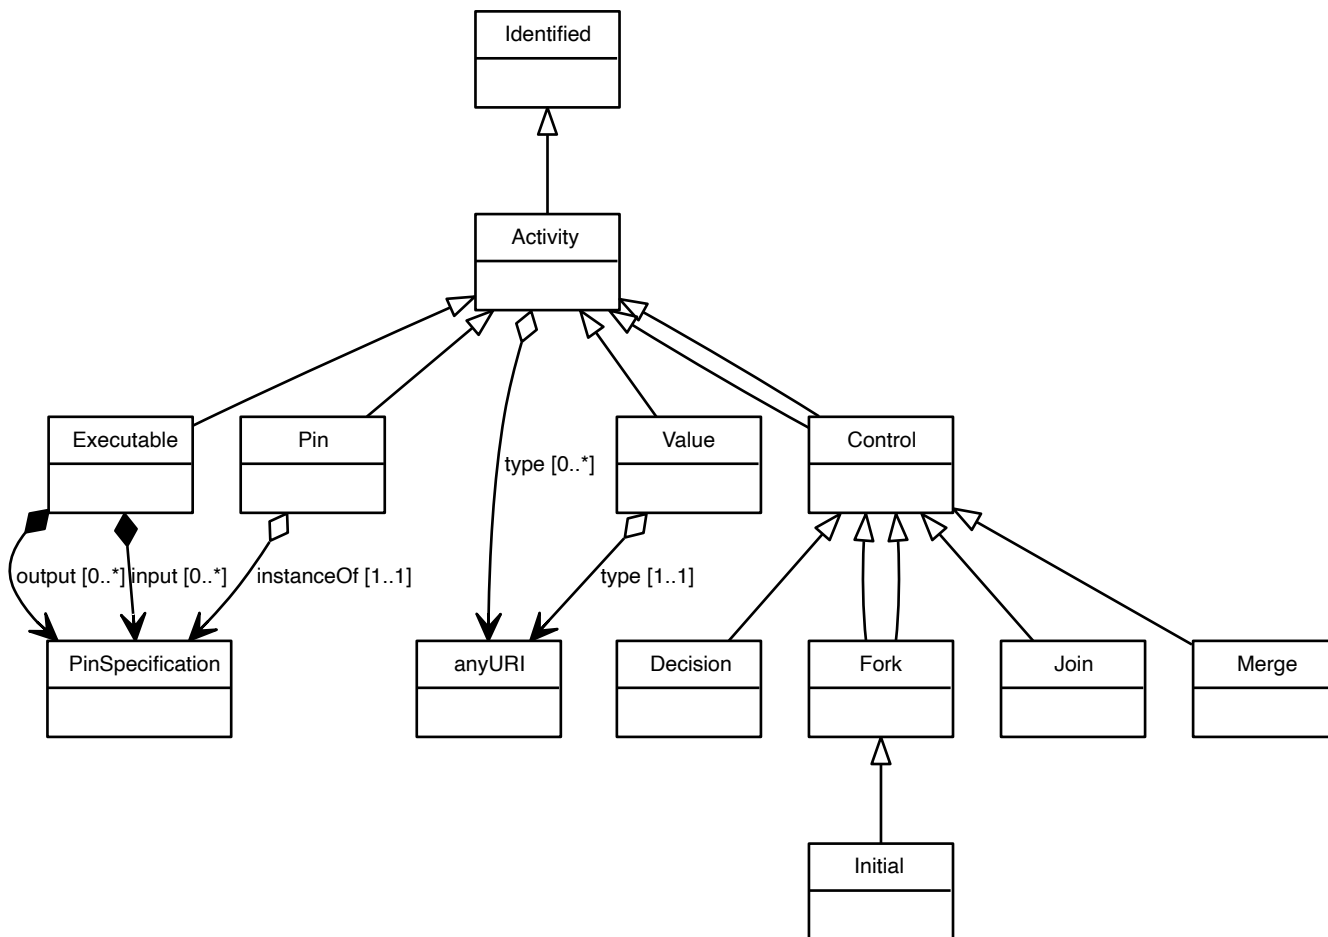 Identified
Activity
Executable
Pin
type [0..*]
Value
Control
output [0..*]
input [0..*]
instanceOf [1..1]
type [1..1]
PinSpecification
anyURI
Decision
Fork
Join
Merge
Initial